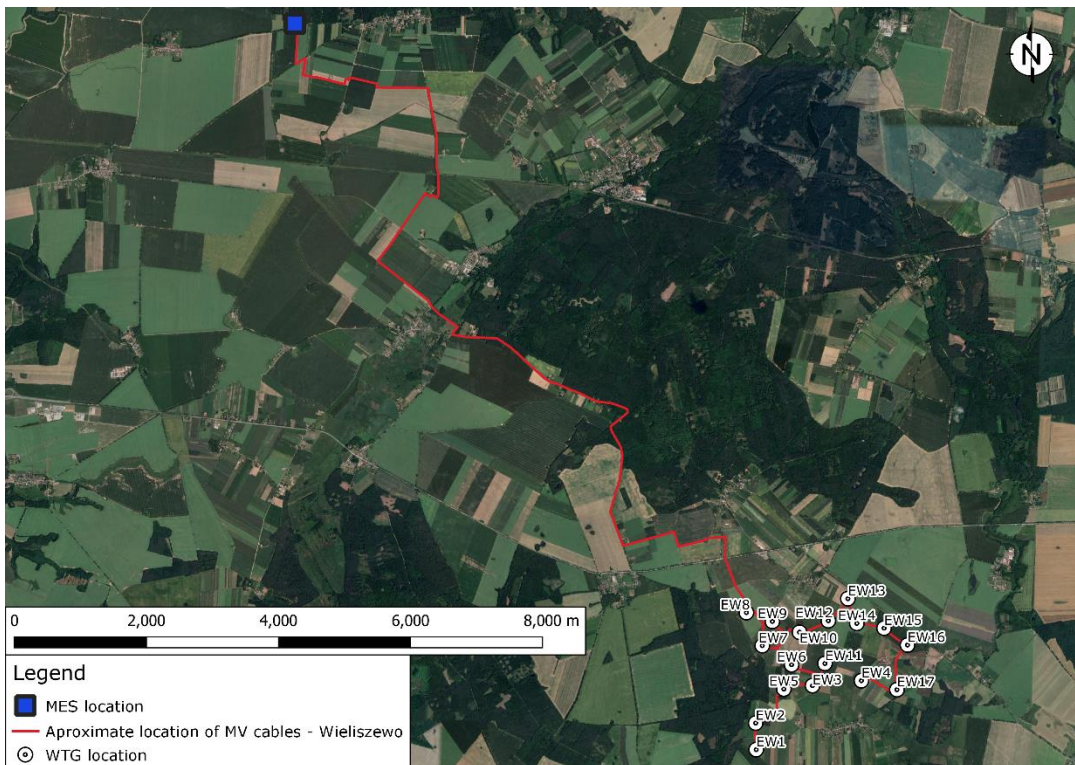 N
EW13
EW8
EW9
EW12
EW14
EW15
EW10
EW7
EW16
EW6
EW11
EW4
EW5
EW3
EW17
EW2
EW1
0 2,000 4,000 6,000 8,000 m
Legend
MES location
Aproximate location of MV cables - Wieliszewo
WTG location